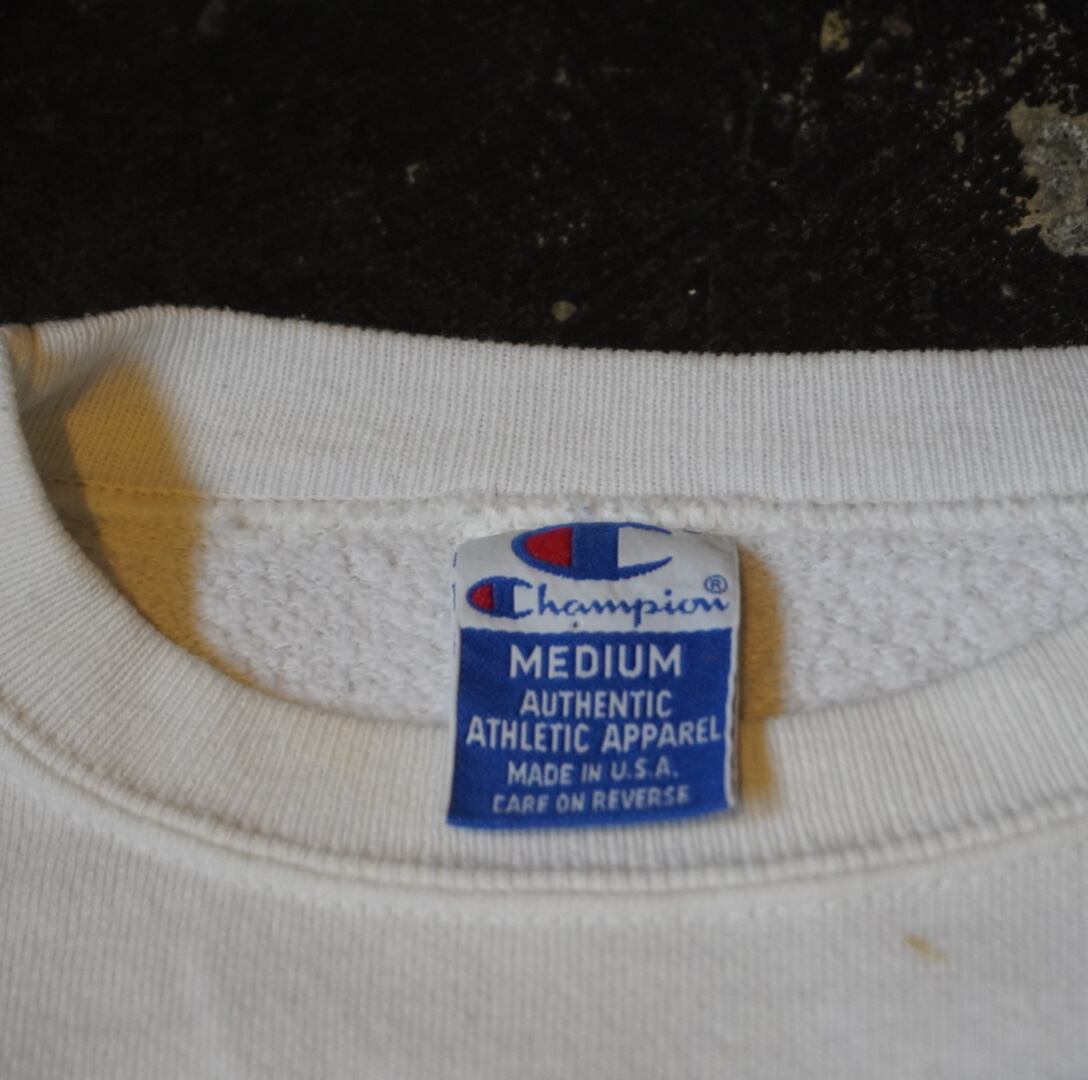 Champion®
MEDIUM
AUTHENTIC
ATHLETIC APPAREL
MADE IN U.S.A.
CARE ON REVERSE